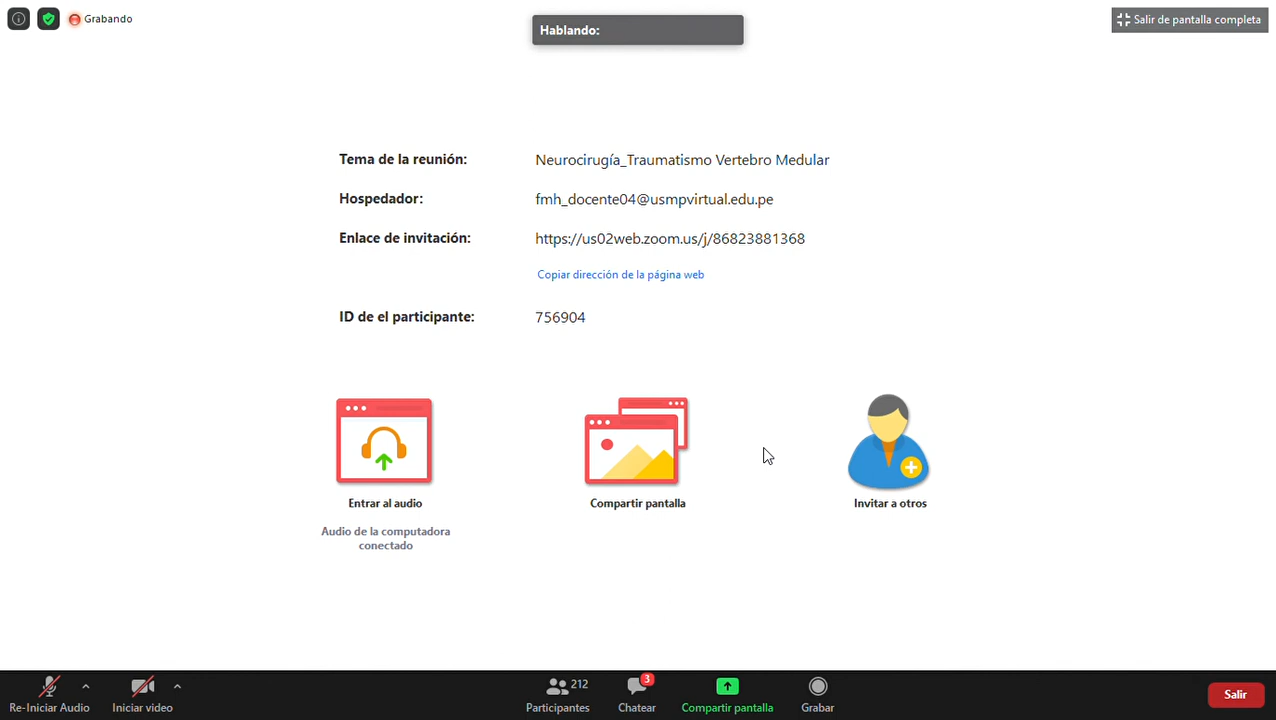 Grabando
Hablando:
Salir de pantalla completa
Tema de la reunión: Neurocirugía_Traumatismo Vertebro Medular
Hospedador: fmh_docente04@usmpvirtual.edu.pe
Enlace de invitación: https://us02web.zoom.us/j/86823881368
Copiar dirección de la página web
ID de el participante: 756904
Entrar al audio
Compartir pantalla
Invitar a otros
Audio de la computadora
conectado
212
3
Re-Iniciar Audio
Iniciar video
Participantes
Chatear
Compartir pantalla
Grabar
Salir